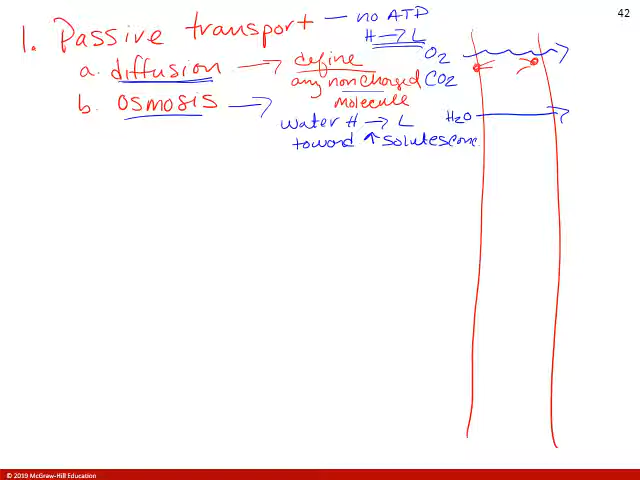 42
1. Passive transport — no ATP
H → L
a. diffusion → define
any noncharged
molecule
O2
CO2
b. osmosis →
water H → L
toward ↑ solute conc.
H2O
© 2019 McGraw-Hill Education